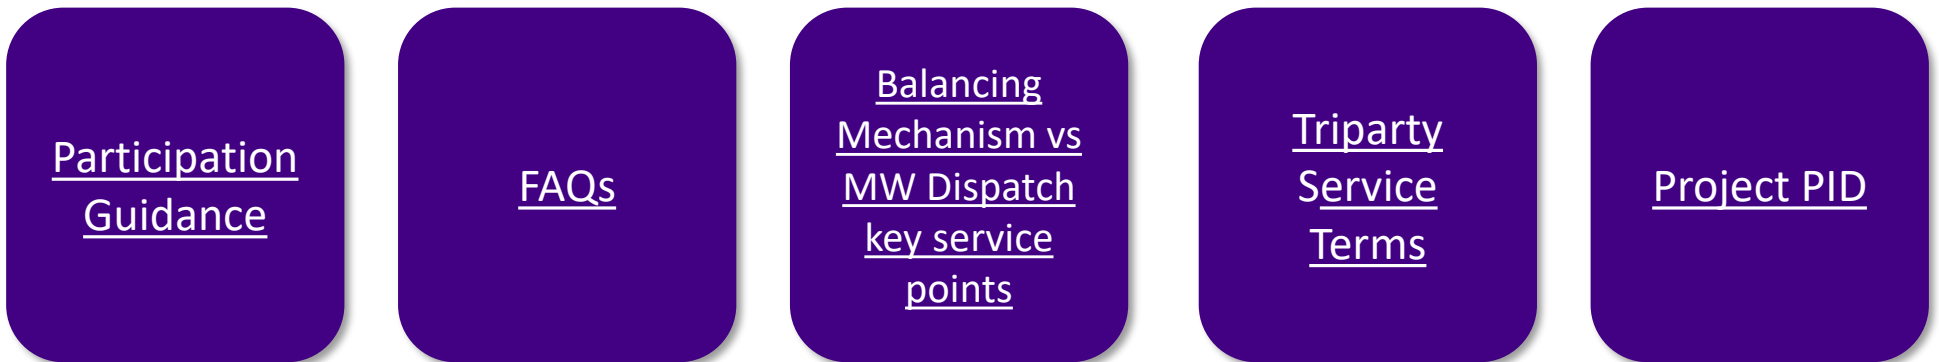 Participation
Guidance
FAQs
Balancing
Mechanism vs
MW Dispatch
key service
points
Triparty
Service
Terms
Project PID